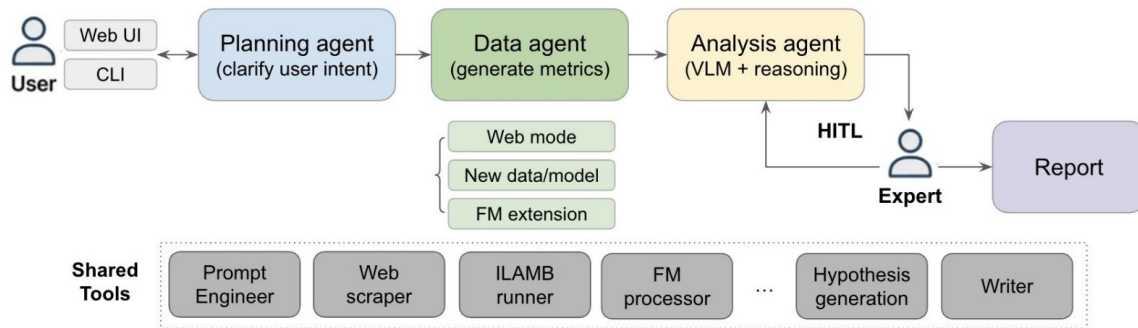 Web UI
CLI
User
Planning agent
(clarify user intent)
Data agent
(generate metrics)
Analysis agent
(VLM + reasoning)
Web mode
New data/model
FM extension
HITL
Expert
Report
Shared
Tools
Prompt
Engineer
Web
scraper
ILAMB
runner
FM
processor
...
Hypothesis
generation
Writer